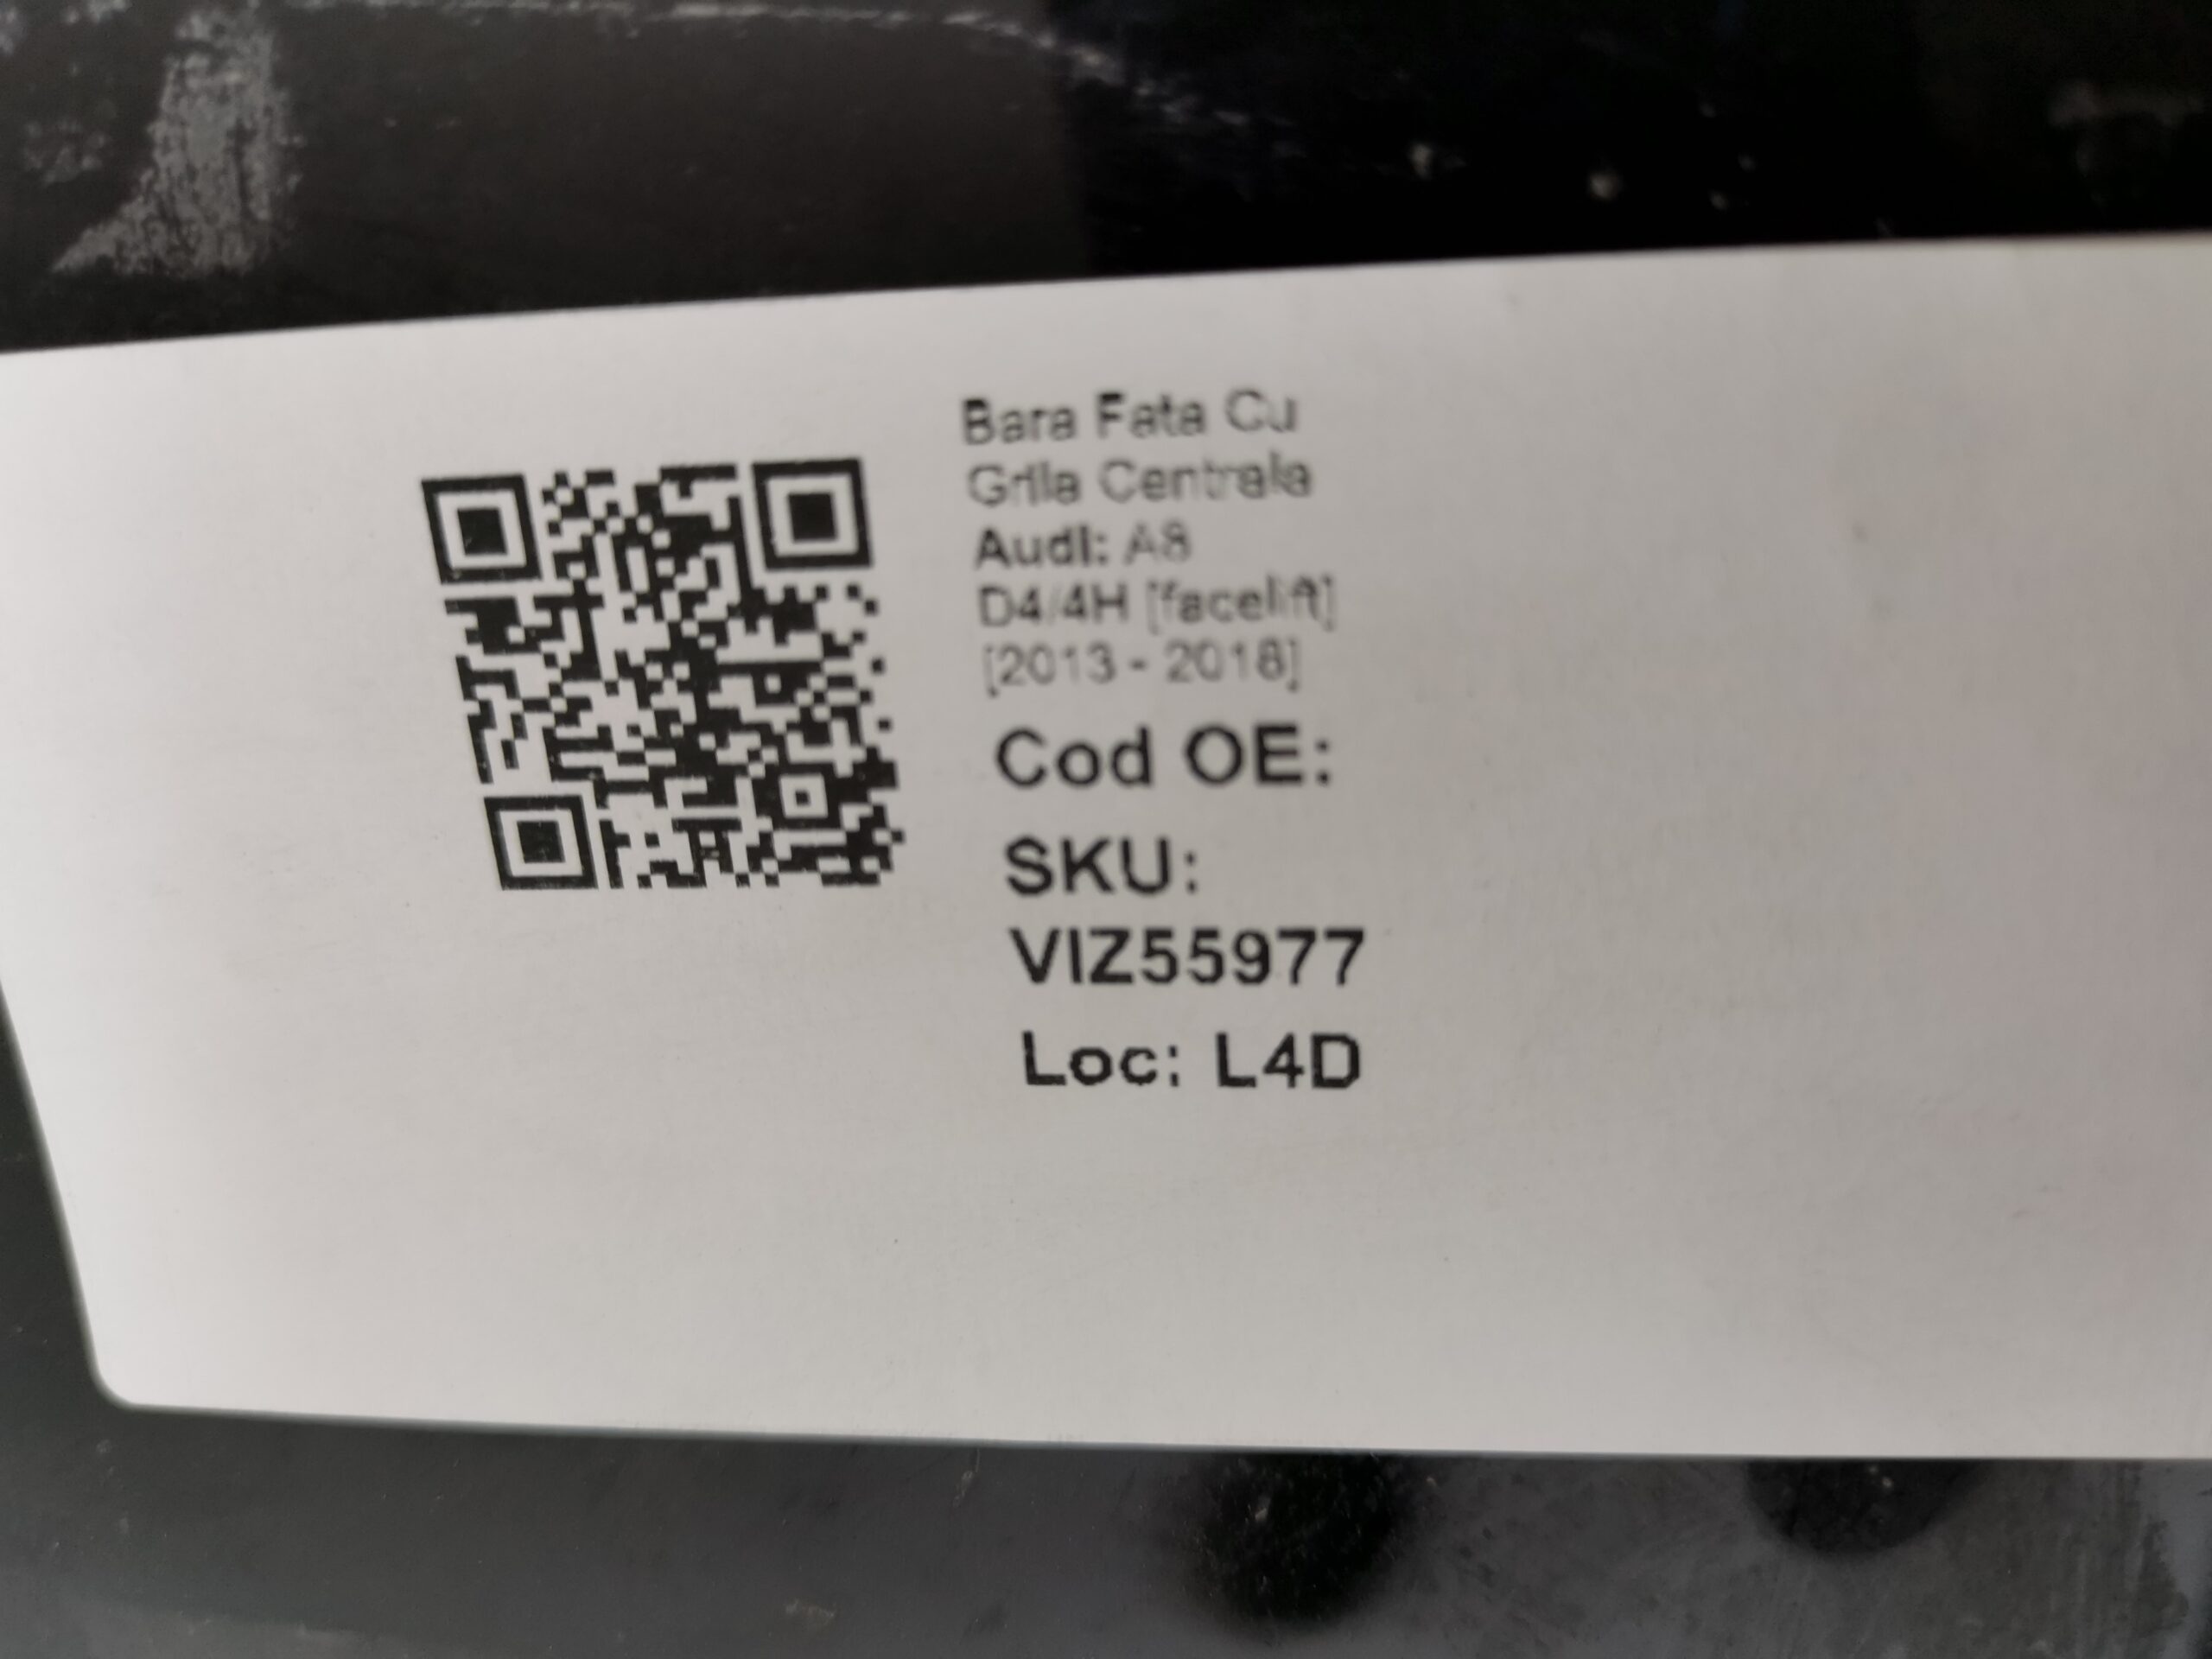 Bara Fata Cu
Grila Centrala
Audi: A8
D4/4H [facelift]
[2013 - 2018]
Cod OE:
SKU:
VIZ55977
Loc: L4D